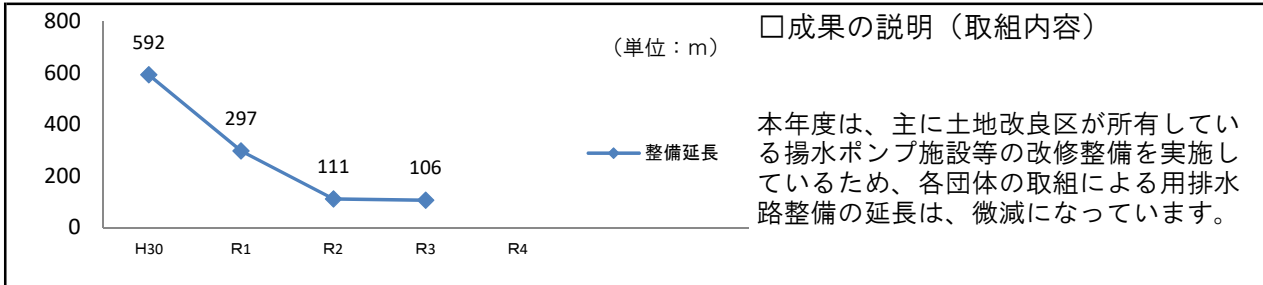 800
600
400
200
0
592
297
111
106
H30
R1
R2
R3
R4
（単位：ｍ）
整備延長
□成果の説明（取組内容）
本年度は、主に土地改良区が所有してい
る揚水ポンプ施設等の改修整備を実施し
ているため、各団体の取組による用排水
路整備の延長は、微減になっています。